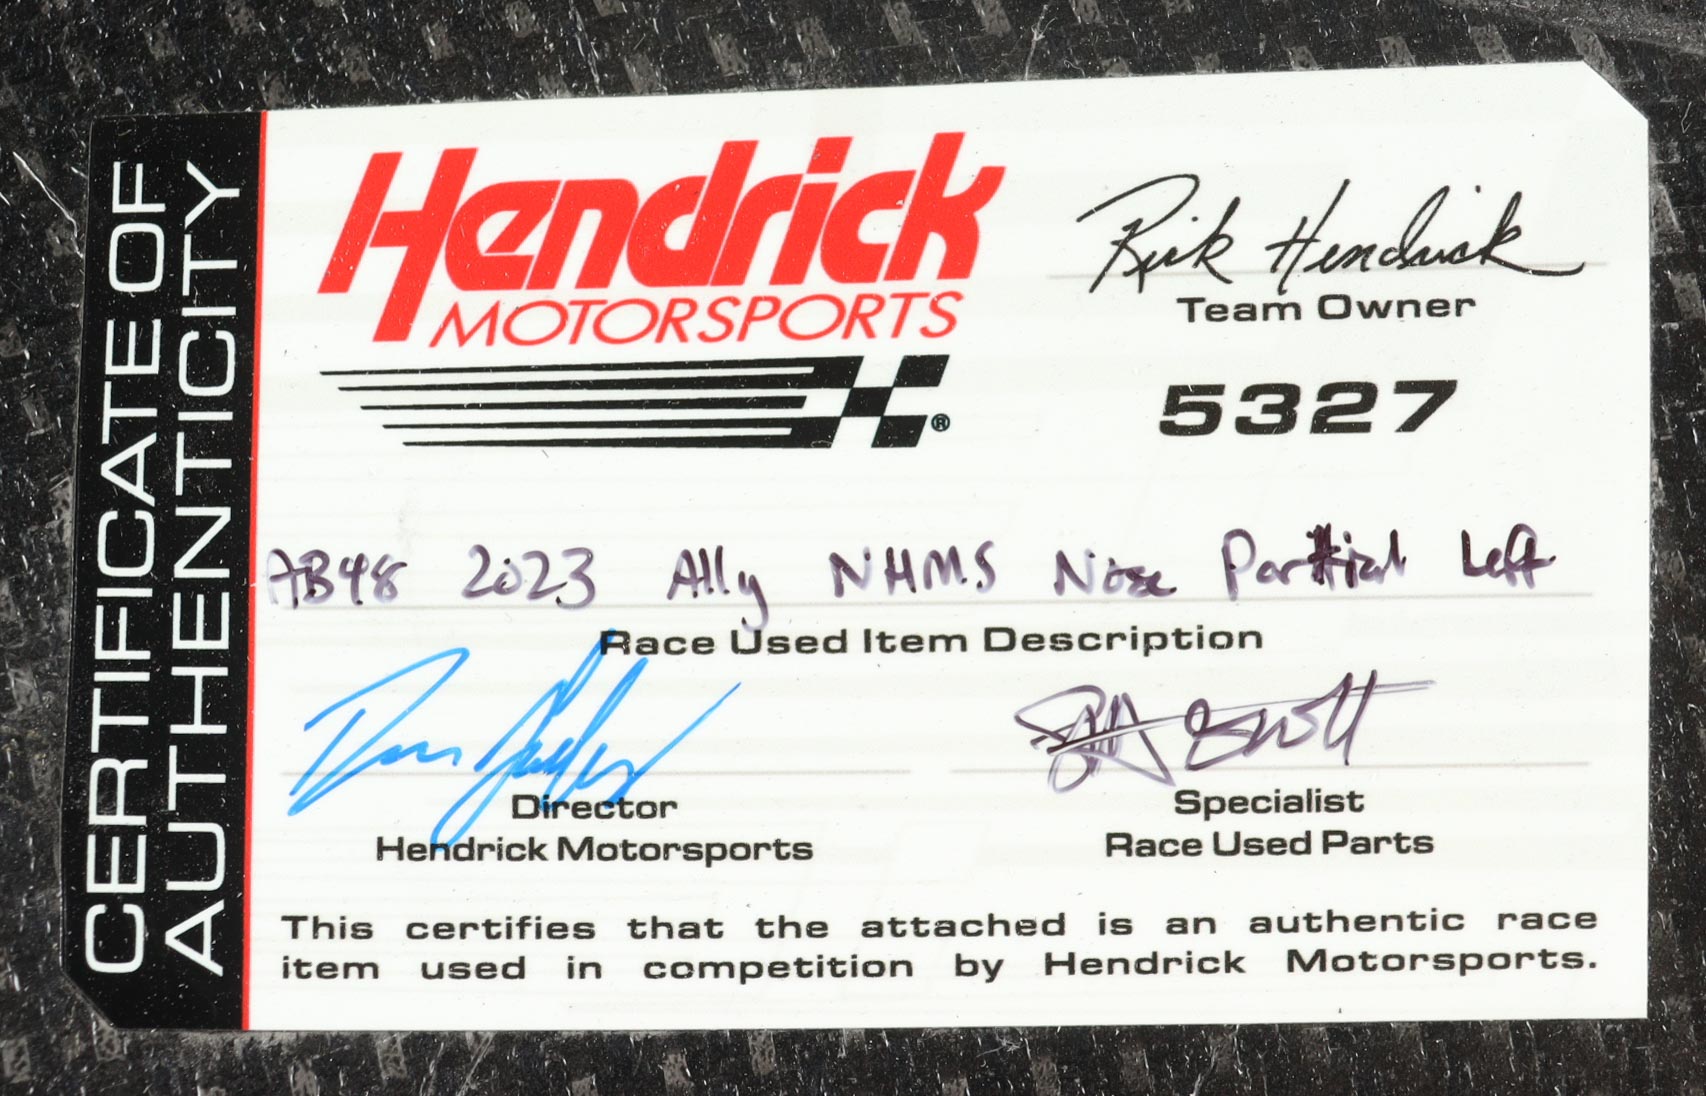 CERTIFICATE OF
AUTHENTICITY
Hendrick
MOTORSPORTS
®
Rick Hendrick
Team Owner
5327
AB48 2023 Ally NHMS Nose Partial Left
Race Used Item Description
Director
Hendrick Motorsports
Specialist
Race Used Parts
This certifies that the attached is an authentic race
item used in competition by Hendrick Motorsports.